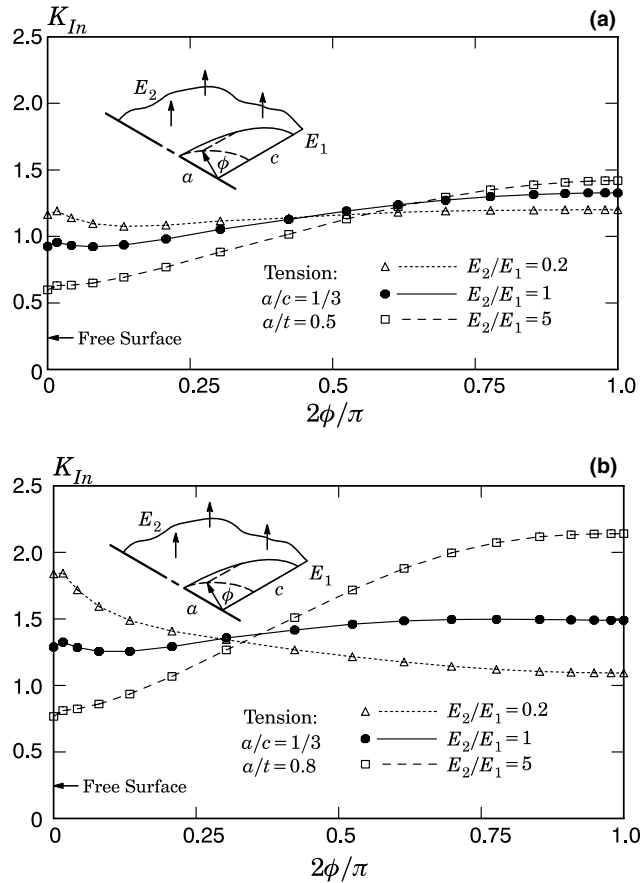 K_{In}
(a)
2.5
2.0
1.5
1.0
0.5
0
E_2
E_1
a
ϕ
c
Tension:
a/c = 1/3
a/t = 0.5
E_2/E_1 = 0.2
E_2/E_1 = 1
E_2/E_1 = 5
Free Surface
0
0.25
0.5
0.75
1.0
2ϕ/π
K_{In}
(b)
2.5
2.0
1.5
1.0
0.5
0
E_2
E_1
a
ϕ
c
Tension:
a/c = 1/3
a/t = 0.8
E_2/E_1 = 0.2
E_2/E_1 = 1
E_2/E_1 = 5
Free Surface
0
0.25
0.5
0.75
1.0
2ϕ/π